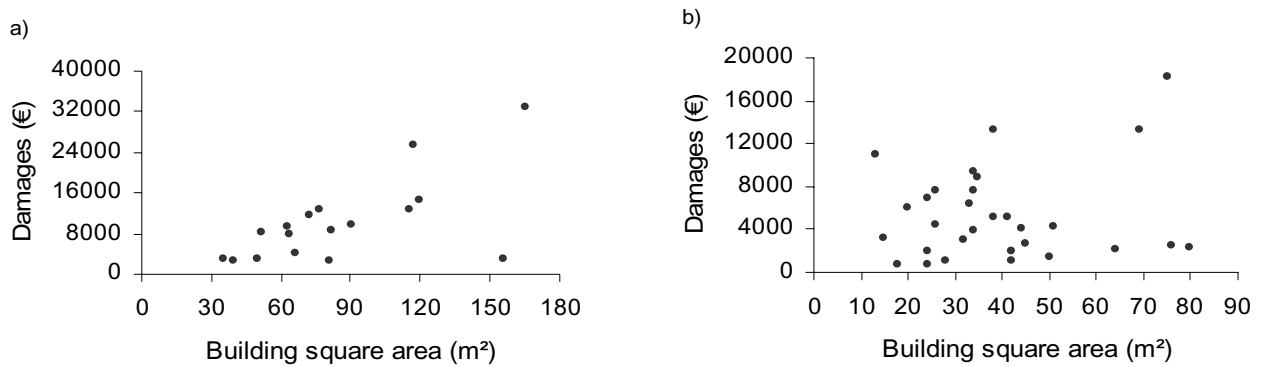 a)
Damages (€)
40000
32000
24000
16000
8000
0
0 30 60 90 120 150 180
Building square area (m²)
b)
Damages (€)
20000
16000
12000
8000
4000
0
0 10 20 30 40 50 60 70 80 90
Building square area (m²)